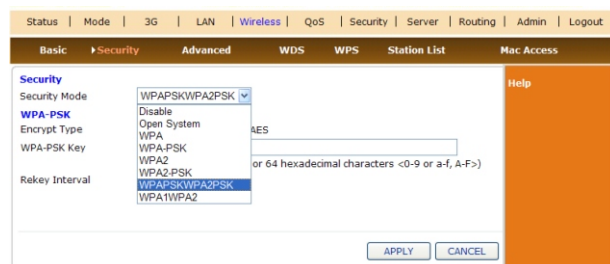 Status | Mode | 3G | LAN | Wireless | QoS | Security | Server | Routing | Admin | Logout
Basic Security Advanced WDS WPS Station List Mac Access
Security
Help
Security Mode WPAPSKWPA2PSK
WPA-PSK
Disable
Open System
Encrypt Type AES
WPA
WPA-PSK Key WPA-PSK
WPA2 or 64 hexadecimal characters <0-9 or a-f, A-F>)
WPA2-PSK
Rekey Interval WPAPSKWPA2PSK
WPA1WPA2
APPLY CANCEL